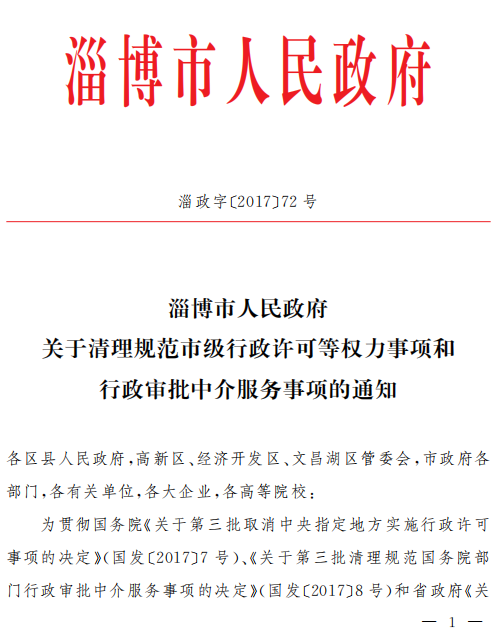 淄博市人民政府
淄政字〔2017〕72 号
淄博市人民政府
关于清理规范市级行政许可等权力事项和
行政审批中介服务事项的通知
各区县人民政府,高新区、经济开发区、文昌湖区管委会,市政府各
部门,各有关单位,各大企业,各高等院校:
为贯彻国务院《关于第三批取消中央指定地方实施行政许可
事项的决定》(国发〔2017〕7 号)、《关于第三批清理规范国务院部
门行政审批中介服务事项的决定》(国发〔2017〕8 号)和省政府《关
— 1 —